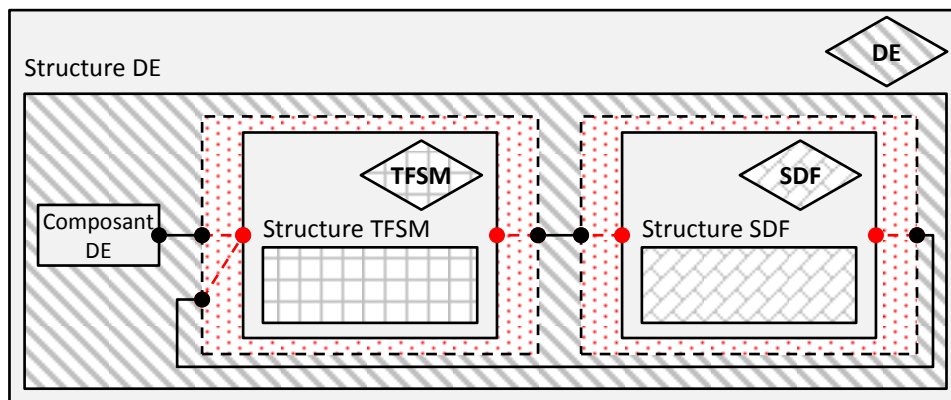 DE
Structure DE
TFSM
SDF
Composant
DE
Structure TFSM
Structure SDF